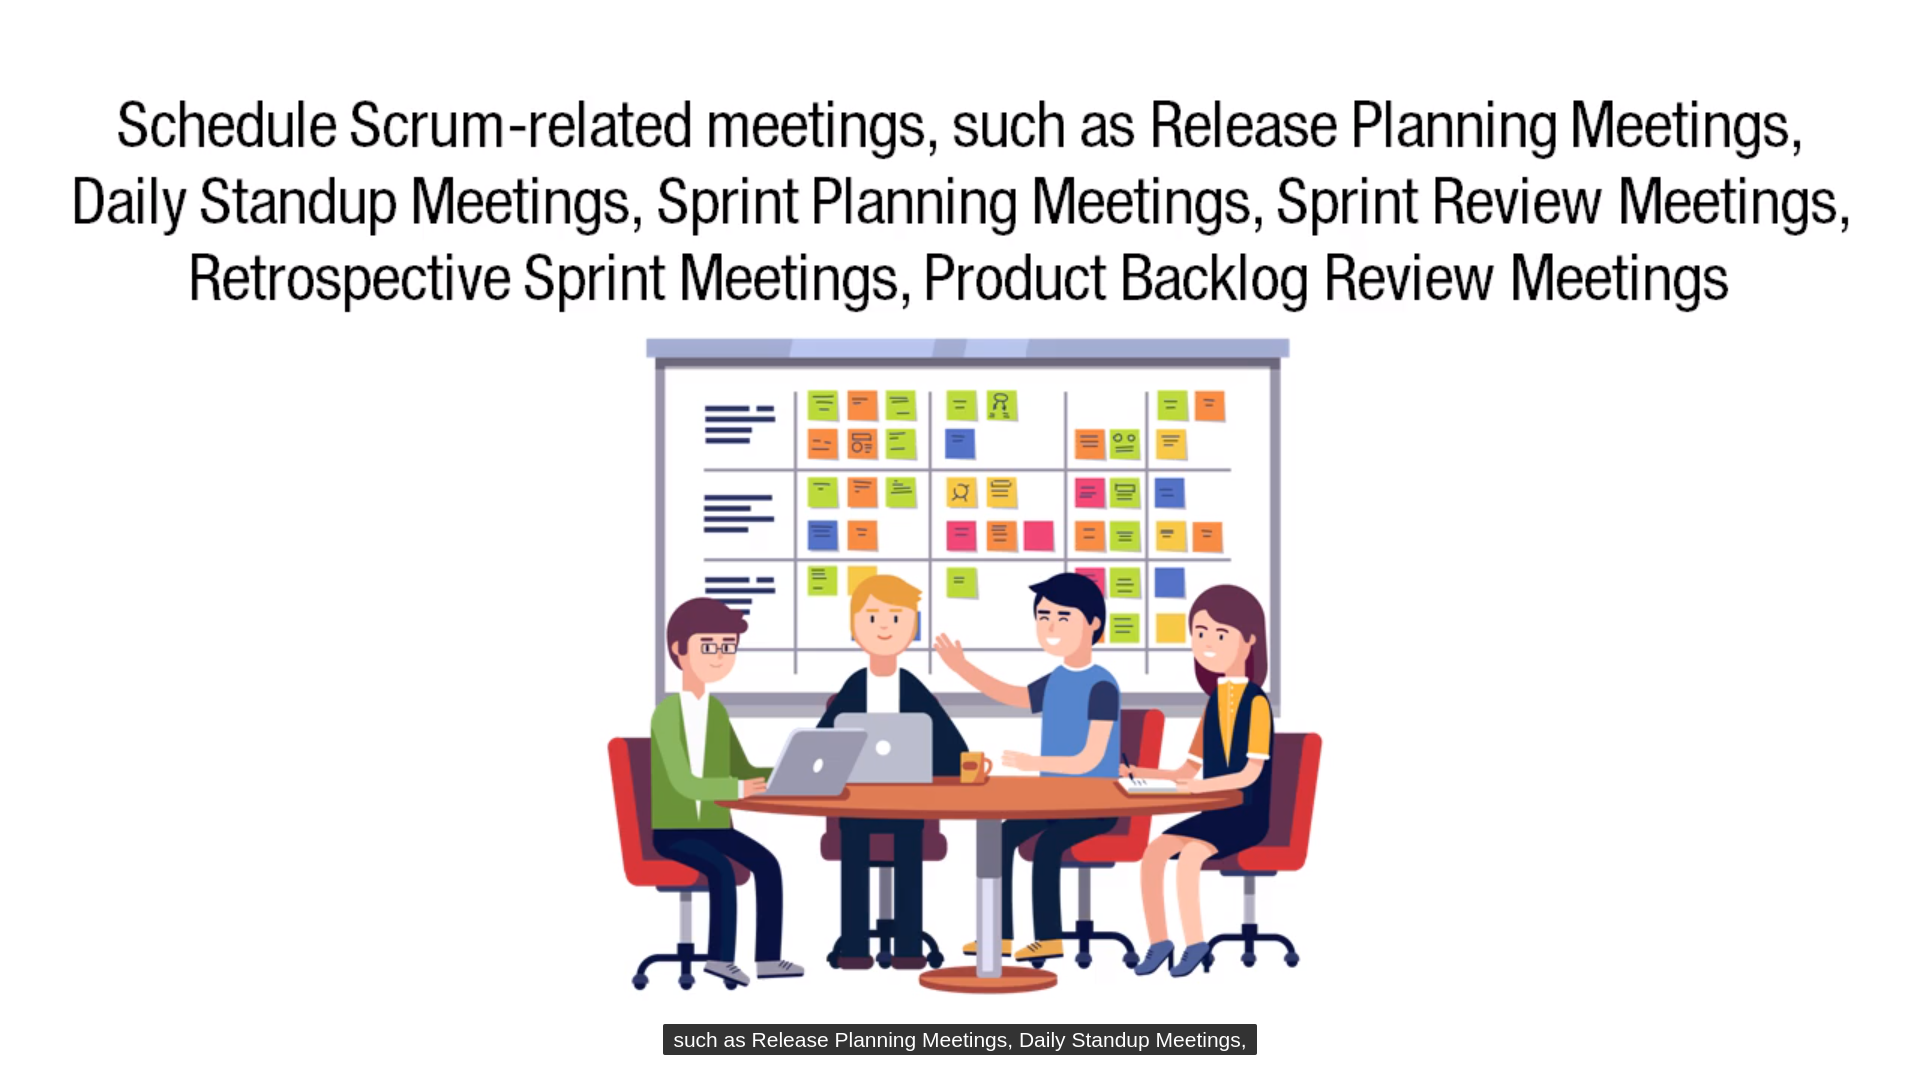 Schedule Scrum-related meetings, such as Release Planning Meetings,
Daily Standup Meetings, Sprint Planning Meetings, Sprint Review Meetings,
Retrospective Sprint Meetings, Product Backlog Review Meetings
such as Release Planning Meetings, Daily Standup Meetings,